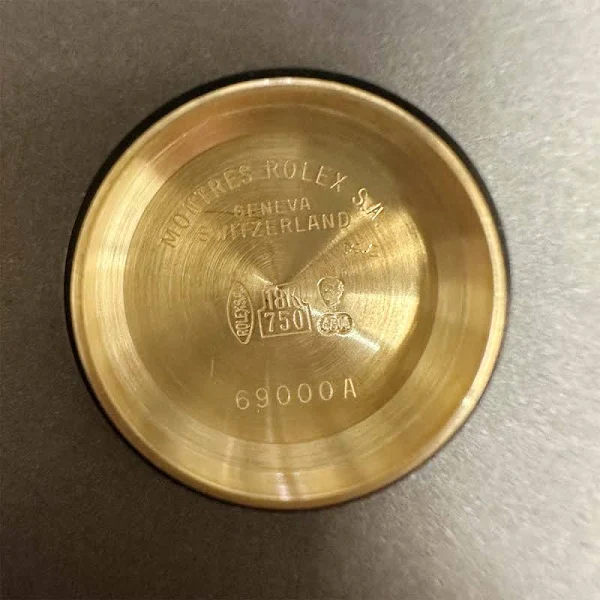 MONTRES ROLEX S.A
GENEVA
SWITZERLAND
18K
750
69000A